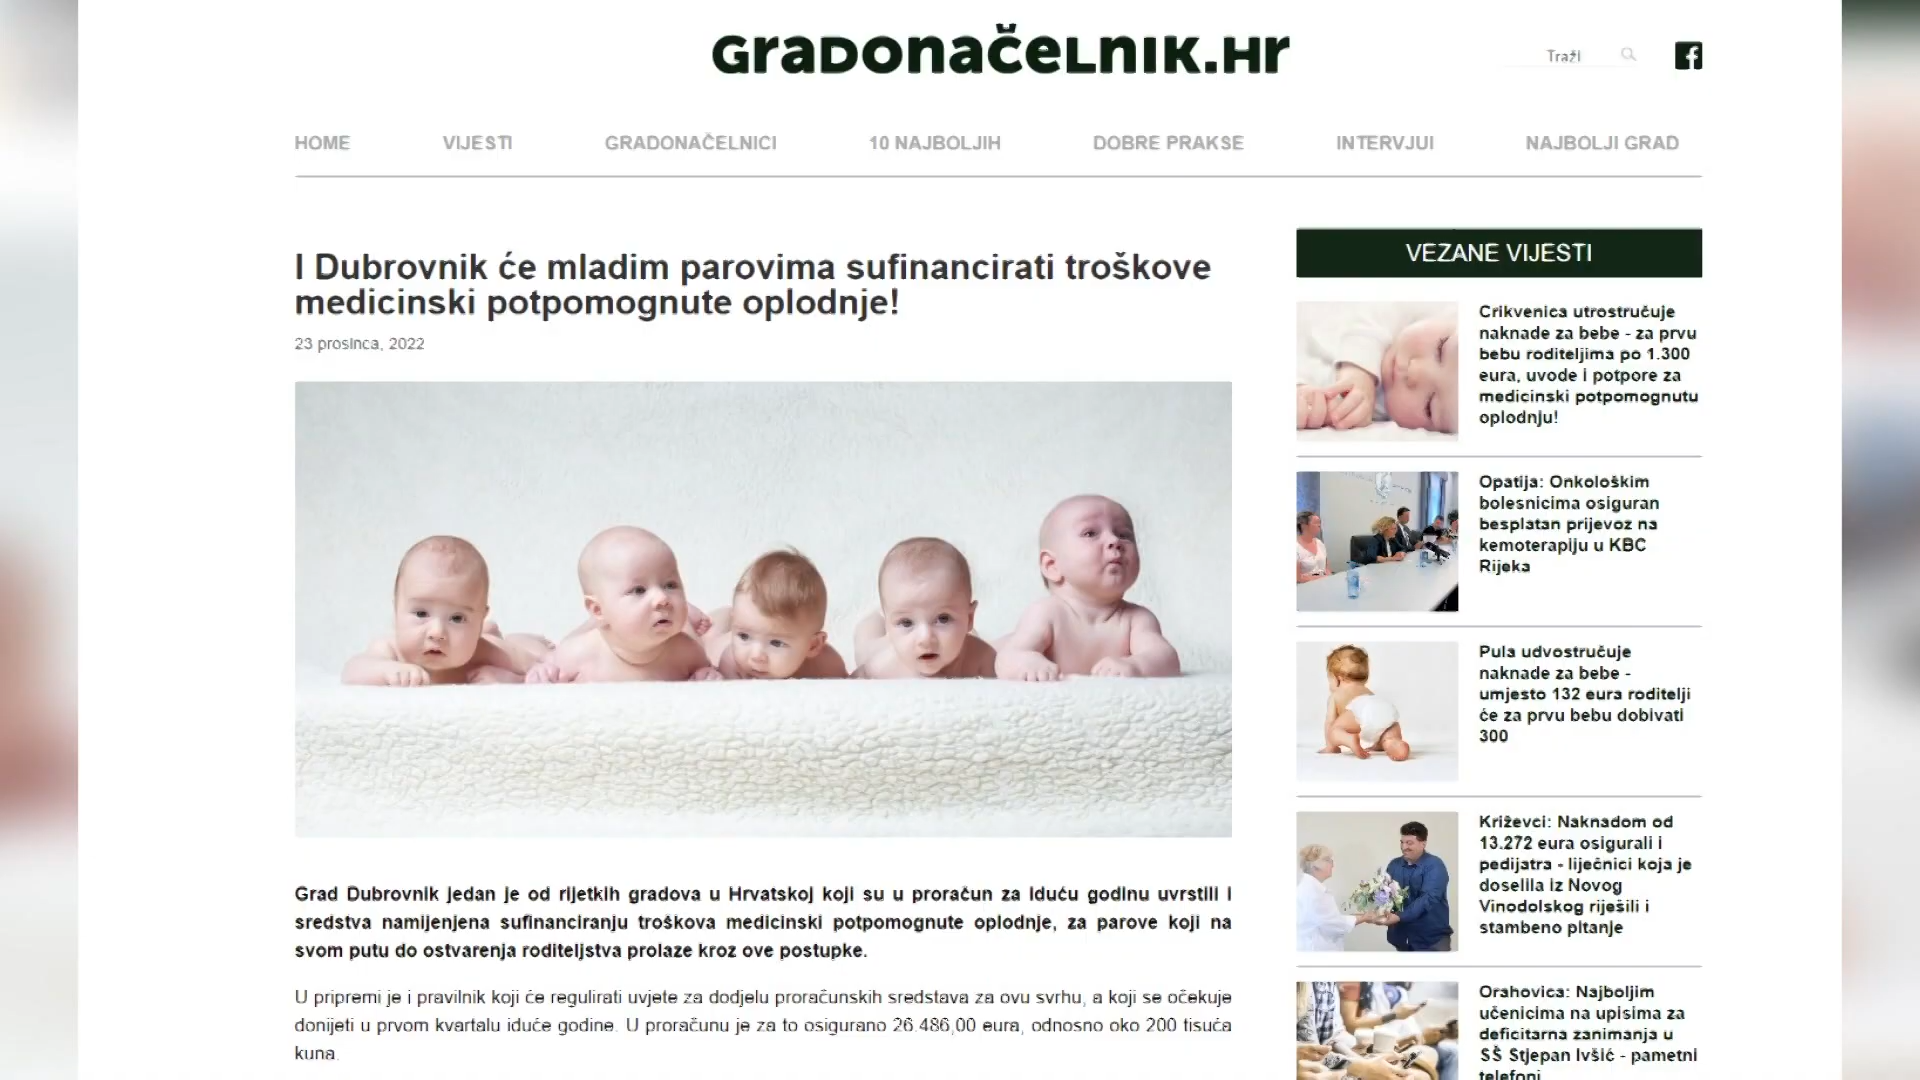 GRADONAČELNIK.HR
Traži
HOME VIJESTI GRADONAČELNICI 10 NAJBOLJIH DOBRE PRAKSE INTERVJUI NAJBOLJI GRAD
I Dubrovnik će mladim parovima sufinancirati troškove
medicinski potpomognute oplodnje!
23 prosinca, 2022
Grad Dubrovnik jedan je od rijetkih gradova u Hrvatskoj koji su u proračun za iduću godinu uvrstili i
sredstva namijenjena sufinanciranju troškova medicinski potpomognute oplodnje, za parove koji na
svom putu do ostvarenja roditeljstva prolaze kroz ove postupke.
U pripremi je i pravilnik koji će regulirati uvjete za dodjelu proračunskih sredstava za ovu svrhu, a koji se očekuje
donijeti u prvom kvartalu iduće godine. U proračunu je za to osigurano 26.486,00 eura, odnosno oko 200 tisuća
kuna.
VEZANE VIJESTI
Crikvenica utrostručuje
naknade za bebe - za prvu
bebu roditeljima po 1.300
eura, uvode i potpore za
medicinski potpomognutu
oplodnju!
Opatija: Onkološkim
bolesnicima osiguran
besplatan prijevoz na
kemoterapiju u KBC
Rijeka
Pula udvostručuje
naknade za bebe -
umjesto 132 eura roditelji
će za prvu bebu dobivati
300
Križevci: Naknadom od
13.272 eura osigurali i
pedijatra - liječnici koja je
doselila iz Novog
Vinodolskog riješili i
stambeno pitanje
Orahovica: Najboljim
učenicima na upisima za
deficitarna zanimanja u
SŠ Stjepan Ivšić - pametni
telefoni